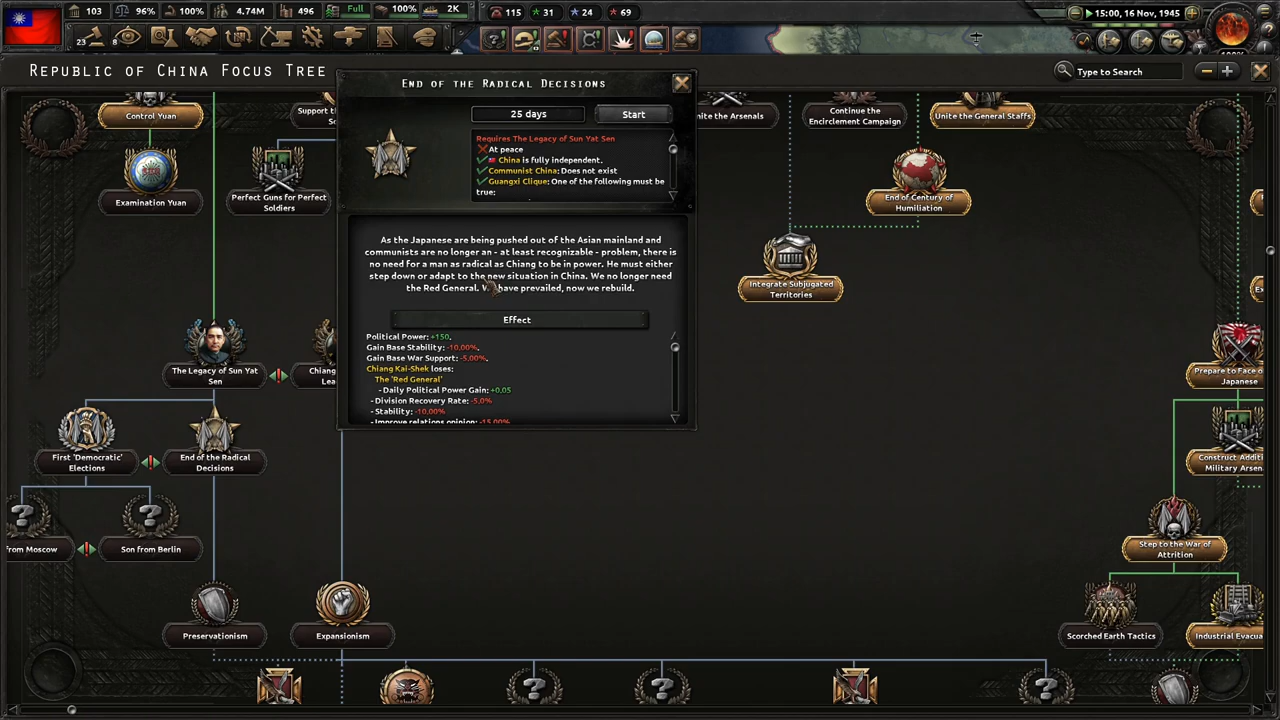 103
96%
100%
4.74M
496
Full
100%
2K
115
31
24
69
15:00, 16 Nov, 1945
23
8
Republic of China Focus Tree
Type to Search
End of the Radical Decisions
25 days
Start
Requires The Legacy of Sun Yat Sen
At peace
China is fully independent.
Communist China: Does not exist
Guangxi Clique: One of the following must be
true:
As the Japanese are being pushed out of the Asian mainland and
communists are no longer an - at least recognizable - problem, there is
no need for a man as radical as Chiang to be in power. He must either
step down or adapt to the new situation in China. We no longer need
the Red General. We have prevailed, now we rebuild.
Effect
Political Power: +150.
Gain Base Stability: -10.00%.
Gain Base War Support: -5.00%.
Chiang Kai-Shek loses:
The 'Red General'
- Daily Political Power Gain: +0.05
- Division Recovery Rate: -5.0%
- Stability: -10.00%
- Improve relations opinion: -15.00%
Control Yuan
Support
Unite the Arsenals
Continue the
Encirclement Campaign
Unite the General Staffs
Examination Yuan
Perfect Guns for Perfect
Soldiers
End of Century of
Humiliation
Integrate Subjugated
Territories
The Legacy of Sun Yat
Sen
Chiang
Lea
Prepare to Face o
Japanese
First 'Democratic'
Elections
End of the Radical
Decisions
Construct Additi
Military Arsen
from Moscow
Son from Berlin
Step to the War of
Attrition
Preservationism
Expansionism
Scorched Earth Tactics
Industrial Evacua